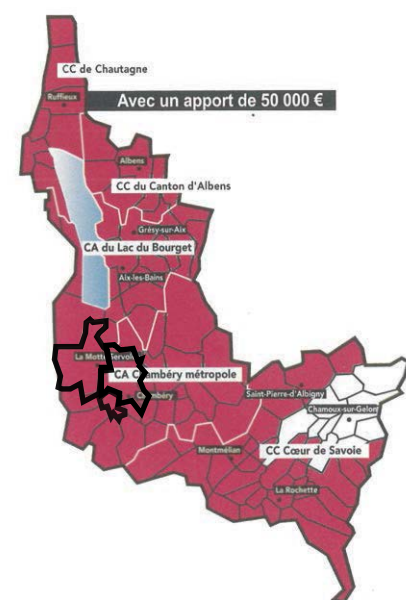 CC de Chautagne
Ruffieux
Avec un apport de 50 000 €
Albens
CC du Canton d'Albens
Grésy-sur-Aix
CA du Lac du Bourget
Aix-les-Bains
La Motte Servolex
CA Chambéry métropole
Chambéry
Saint-Pierre-d'Albigny
Chamoux-sur-Gelon
Montmélian
CC Cœur de Savoie
La Rochette